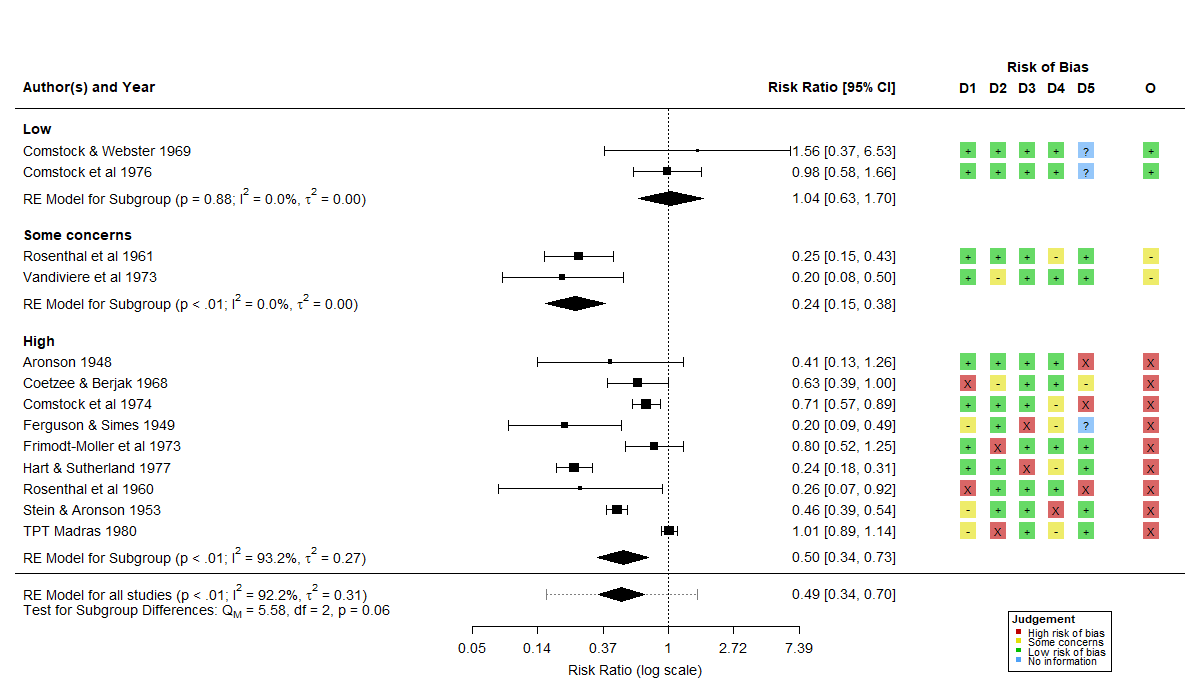 Risk of Bias
Author(s) and Year Risk Ratio [95% CI] D1 D2 D3 D4 D5 O
Low
Comstock & Webster 1969 1.56 [0.37, 6.53] + + + + ? +
Comstock et al 1976 0.98 [0.58, 1.66] + + + + ? +
RE Model for Subgroup (p = 0.88; I² = 0.0%, τ² = 0.00) 1.04 [0.63, 1.70]
Some concerns
Rosenthal et al 1961 0.25 [0.15, 0.43] + + + - + -
Vandiviere et al 1973 0.20 [0.08, 0.50] + - + + + -
RE Model for Subgroup (p < .01; I² = 0.0%, τ² = 0.00) 0.24 [0.15, 0.38]
High
Aronson 1948 0.41 [0.13, 1.26] + + + + X X
Coetzee & Berjak 1968 0.63 [0.39, 1.00] X - + + - X
Comstock et al 1974 0.71 [0.57, 0.89] + + + - X X
Ferguson & Simes 1949 0.20 [0.09, 0.49] - + X - ? X
Frimodt-Moller et al 1973 0.80 [0.52, 1.25] + X + + + X
Hart & Sutherland 1977 0.24 [0.18, 0.31] + + X - + X
Rosenthal et al 1960 0.26 [0.07, 0.92] X + + + X X
Stein & Aronson 1953 0.46 [0.39, 0.54] - + + X + X
TPT Madras 1980 1.01 [0.89, 1.14] - X + - + X
RE Model for Subgroup (p < .01; I² = 93.2%, τ² = 0.27) 0.50 [0.34, 0.73]
RE Model for all studies (p < .01; I² = 92.2%, τ² = 0.31) 0.49 [0.34, 0.70]
Test for Subgroup Differences: Q_M = 5.58, df = 2, p = 0.06
0.05 0.14 0.37 1 2.72 7.39
Risk Ratio (log scale)
Judgement
High risk of bias
Some concerns
Low risk of bias
No information